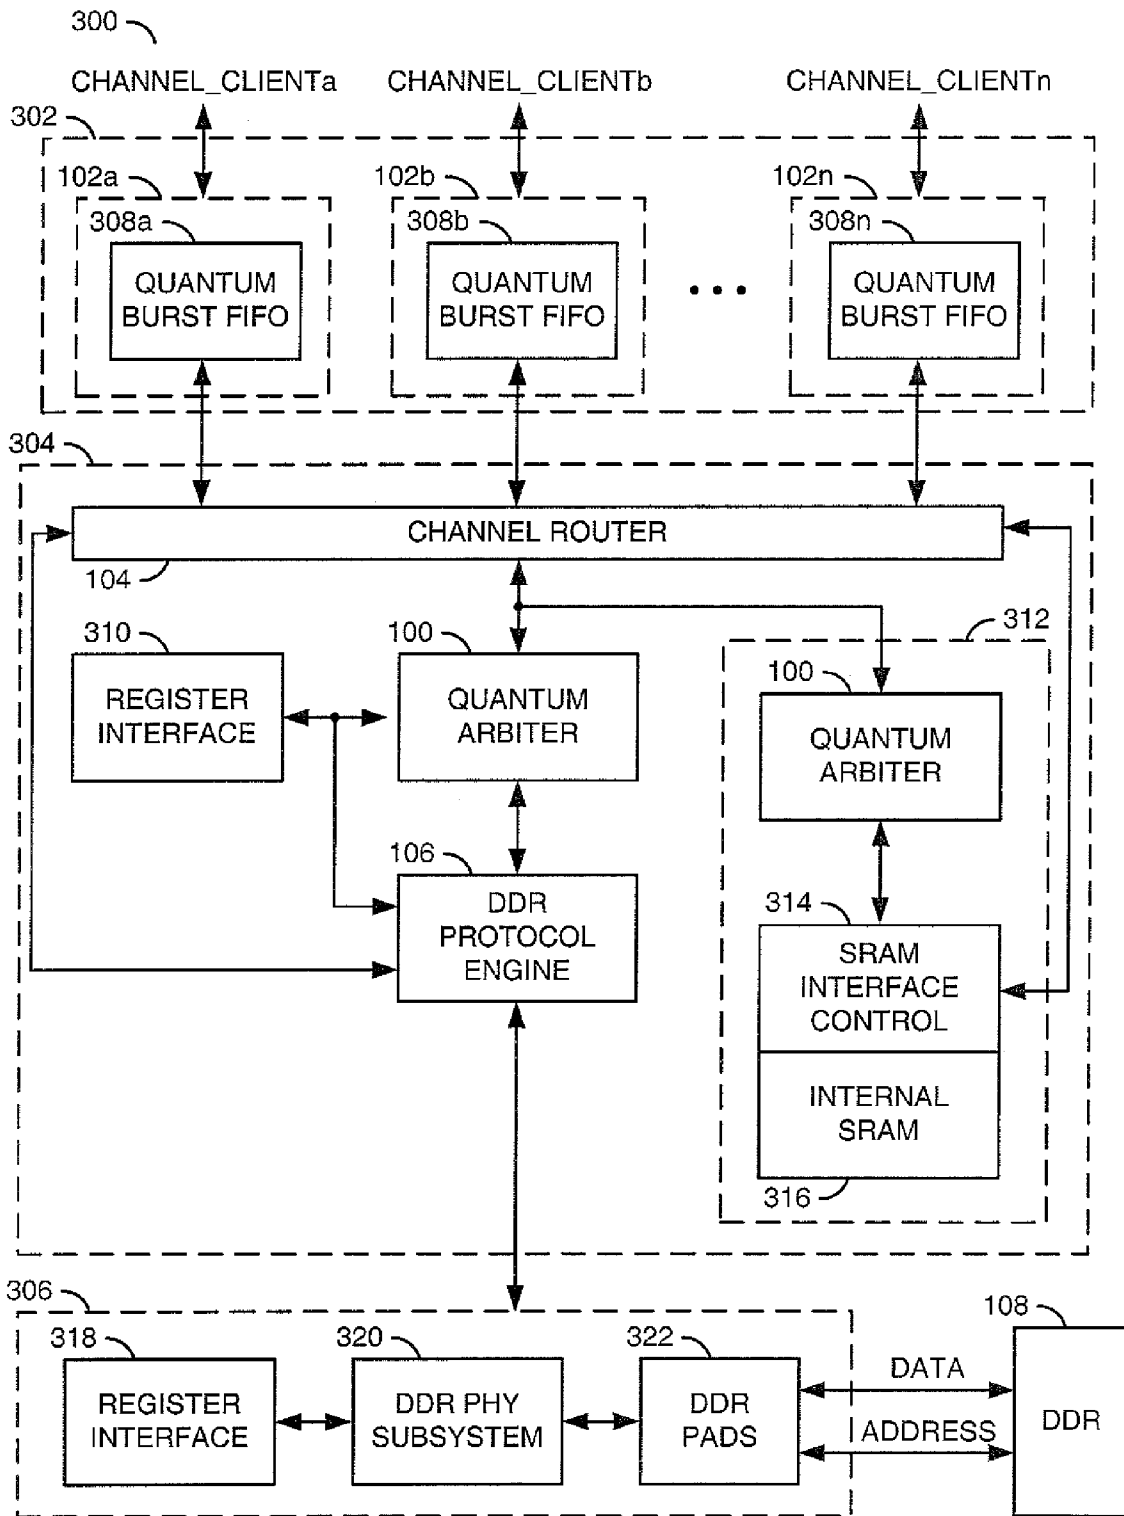 300
CHANNEL_CLIENTa
CHANNEL_CLIENTb
CHANNEL_CLIENTn
302
102a
102b
102n
308a
308b
308n
QUANTUM
BURST FIFO
QUANTUM
BURST FIFO
• • •
QUANTUM
BURST FIFO
304
CHANNEL ROUTER
104
310
100
312
REGISTER
INTERFACE
QUANTUM
ARBITER
100
QUANTUM
ARBITER
106
DDR
PROTOCOL
ENGINE
314
SRAM
INTERFACE
CONTROL
INTERNAL
SRAM
316
306
318
320
322
108
REGISTER
INTERFACE
DDR PHY
SUBSYSTEM
DDR
PADS
DATA
ADDRESS
DDR